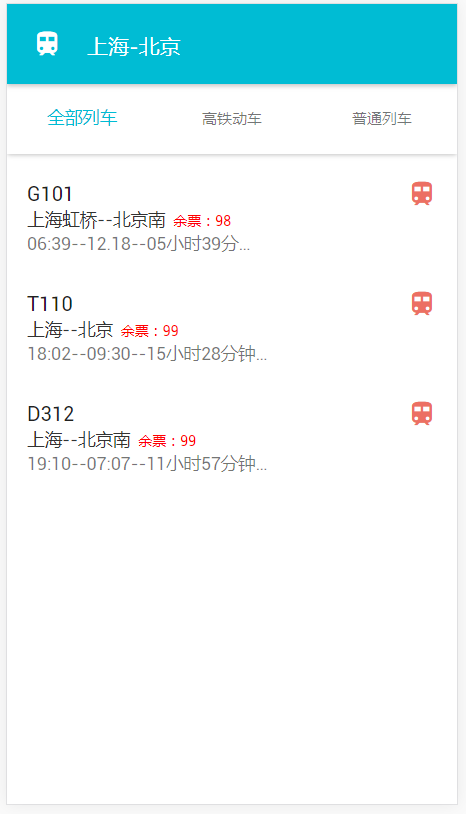 上海-北京
全部列车 高铁动车 普通列车
G101
上海虹桥--北京南 余票：98
06:39--12.18--05小时39分...
T110
上海--北京 余票：99
18:02--09:30--15小时28分钟...
D312
上海--北京南 余票：99
19:10--07:07--11小时57分钟...